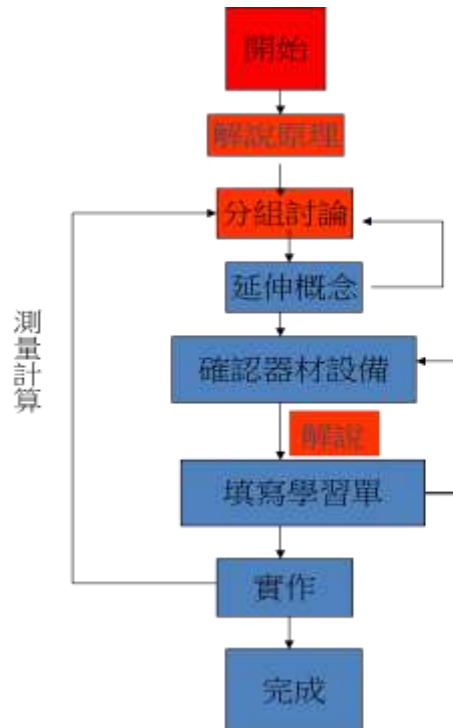 開始
解說原理
分組討論
延伸概念
測量計算
確認器材設備
解說
填寫學習單
實作
完成